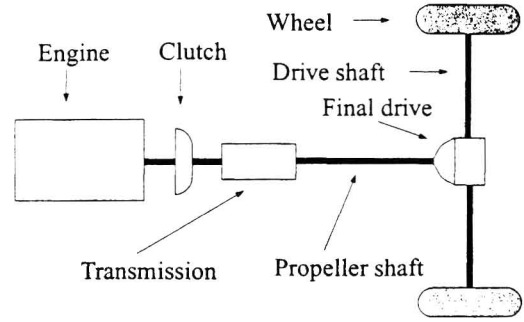 Wheel
Engine
Clutch
Drive shaft
Final drive
Transmission
Propeller shaft